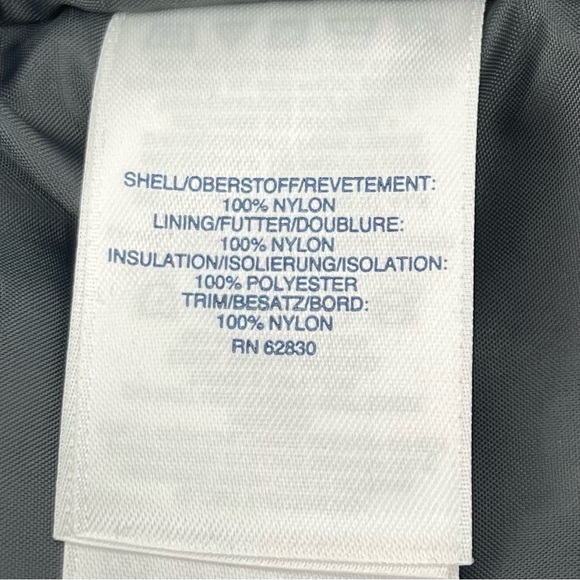 SHELL/OBERSTOFF/REVETEMENT:
100% NYLON
LINING/FUTTER/DOUBLURE:
100% NYLON
INSULATION/ISOLIERUNG/ISOLATION:
100% POLYESTER
TRIM/BESATZ/BORD:
100% NYLON
RN 62830